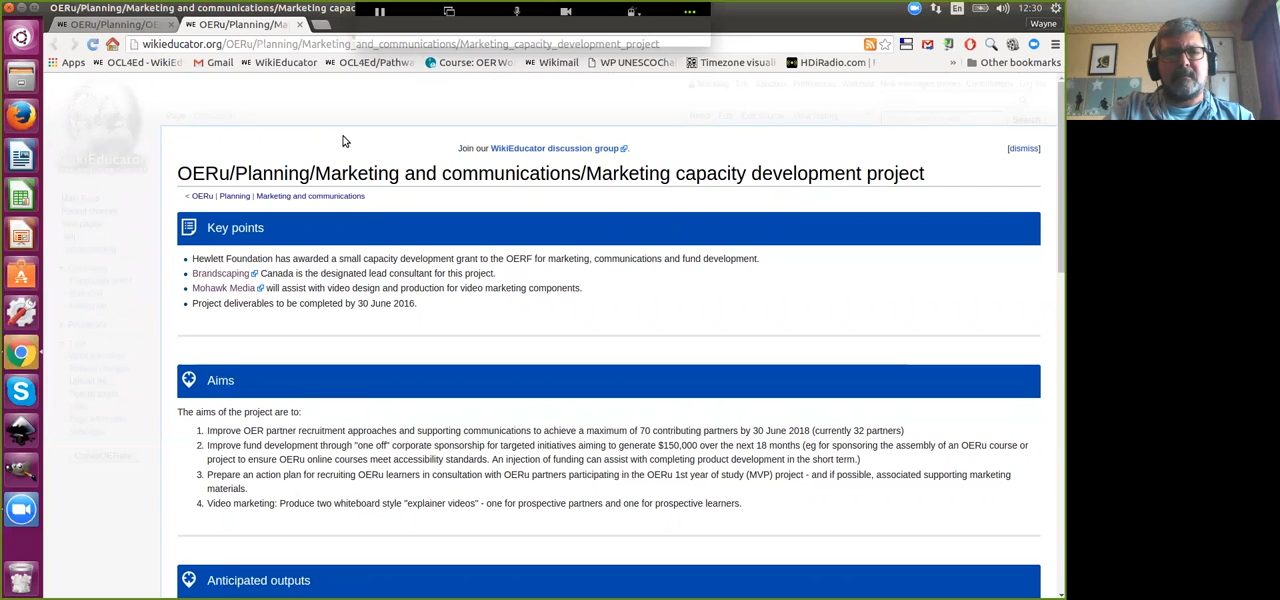 OERu/Planning/Marketing and communications/Marketing cap
12:30
En
OERu/Planning/OE
OERu/Planning/Ma
Wayne
wikieducator.org/OERu/Planning/Marketing_and_communications/Marketing_capacity_development_project
Apps
OCL4Ed - WikiEd
Gmail
WikiEducator
OCL4Ed/Pathwa
Course: OER Wo
Wikimail
WP UNESCOCha
Timezone visuali
HDiRadio.com |
Other bookmarks
Search
Join our WikiEducator discussion group.
[dismiss]
OERu/Planning/Marketing and communications/Marketing capacity development project
< OERu | Planning | Marketing and communications
Key points
Hewlett Foundation has awarded a small capacity development grant to the OERF for marketing, communications and fund development.
Brandscaping Canada is the designated lead consultant for this project.
Mohawk Media will assist with video design and production for video marketing components.
Project deliverables to be completed by 30 June 2016.
Aims
The aims of the project are to:
1. Improve OER partner recruitment approaches and supporting communications to achieve a maximum of 70 contributing partners by 30 June 2018 (currently 32 partners)
2. Improve fund development through "one off" corporate sponsorship for targeted initiatives aiming to generate $150,000 over the next 18 months (eg for sponsoring the assembly of an OERu course or
project to ensure OERu online courses meet accessibility standards. An injection of funding can assist with completing product development in the short term.)
3. Prepare an action plan for recruiting OERu learners in consultation with OERu partners participating in the OERu 1st year of study (MVP) project - and if possible, associated supporting marketing
materials.
4. Video marketing: Produce two whiteboard style "explainer videos" - one for prospective partners and one for prospective learners.
Anticipated outputs